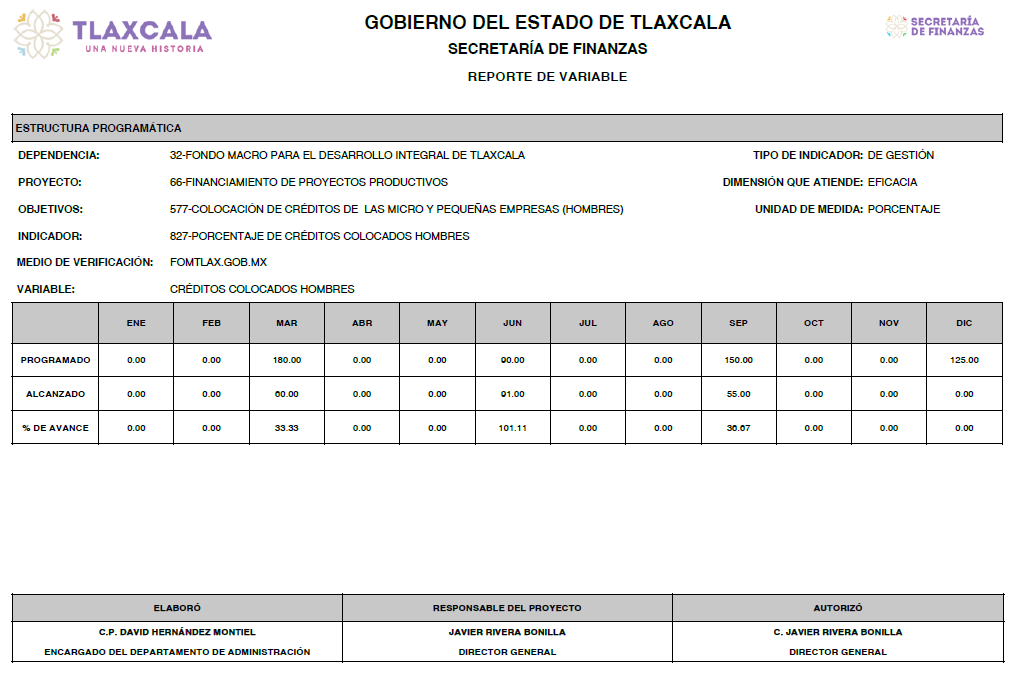 TLAXCALA
UNA NUEVA HISTORIA
GOBIERNO DEL ESTADO DE TLAXCALA
SECRETARÍA DE FINANZAS
REPORTE DE VARIABLE
SECRETARÍA
DE FINANZAS
ESTRUCTURA PROGRAMÁTICA
DEPENDENCIA: 32-FONDO MACRO PARA EL DESARROLLO INTEGRAL DE TLAXCALA TIPO DE INDICADOR: DE GESTIÓN
PROYECTO: 66-FINANCIAMIENTO DE PROYECTOS PRODUCTIVOS DIMENSIÓN QUE ATIENDE: EFICACIA
OBJETIVOS: 577-COLOCACIÓN DE CRÉDITOS DE LAS MICRO Y PEQUEÑAS EMPRESAS (HOMBRES) UNIDAD DE MEDIDA: PORCENTAJE
INDICADOR: 827-PORCENTAJE DE CRÉDITOS COLOCADOS HOMBRES
MEDIO DE VERIFICACIÓN: FOMTLAX.GOB.MX
VARIABLE: CRÉDITOS COLOCADOS HOMBRES
ENE FEB MAR ABR MAY JUN JUL AGO SEP OCT NOV DIC
PROGRAMADO 0.00 0.00 180.00 0.00 0.00 90.00 0.00 0.00 150.00 0.00 0.00 125.00
ALCANZADO 0.00 0.00 60.00 0.00 0.00 91.00 0.00 0.00 55.00 0.00 0.00 0.00
% DE AVANCE 0.00 0.00 33.33 0.00 0.00 101.11 0.00 0.00 36.67 0.00 0.00 0.00
ELABORÓ RESPONSABLE DEL PROYECTO AUTORIZÓ
C.P. DAVID HERNÁNDEZ MONTIEL JAVIER RIVERA BONILLA C. JAVIER RIVERA BONILLA
ENCARGADO DEL DEPARTAMENTO DE ADMINISTRACIÓN DIRECTOR GENERAL DIRECTOR GENERAL